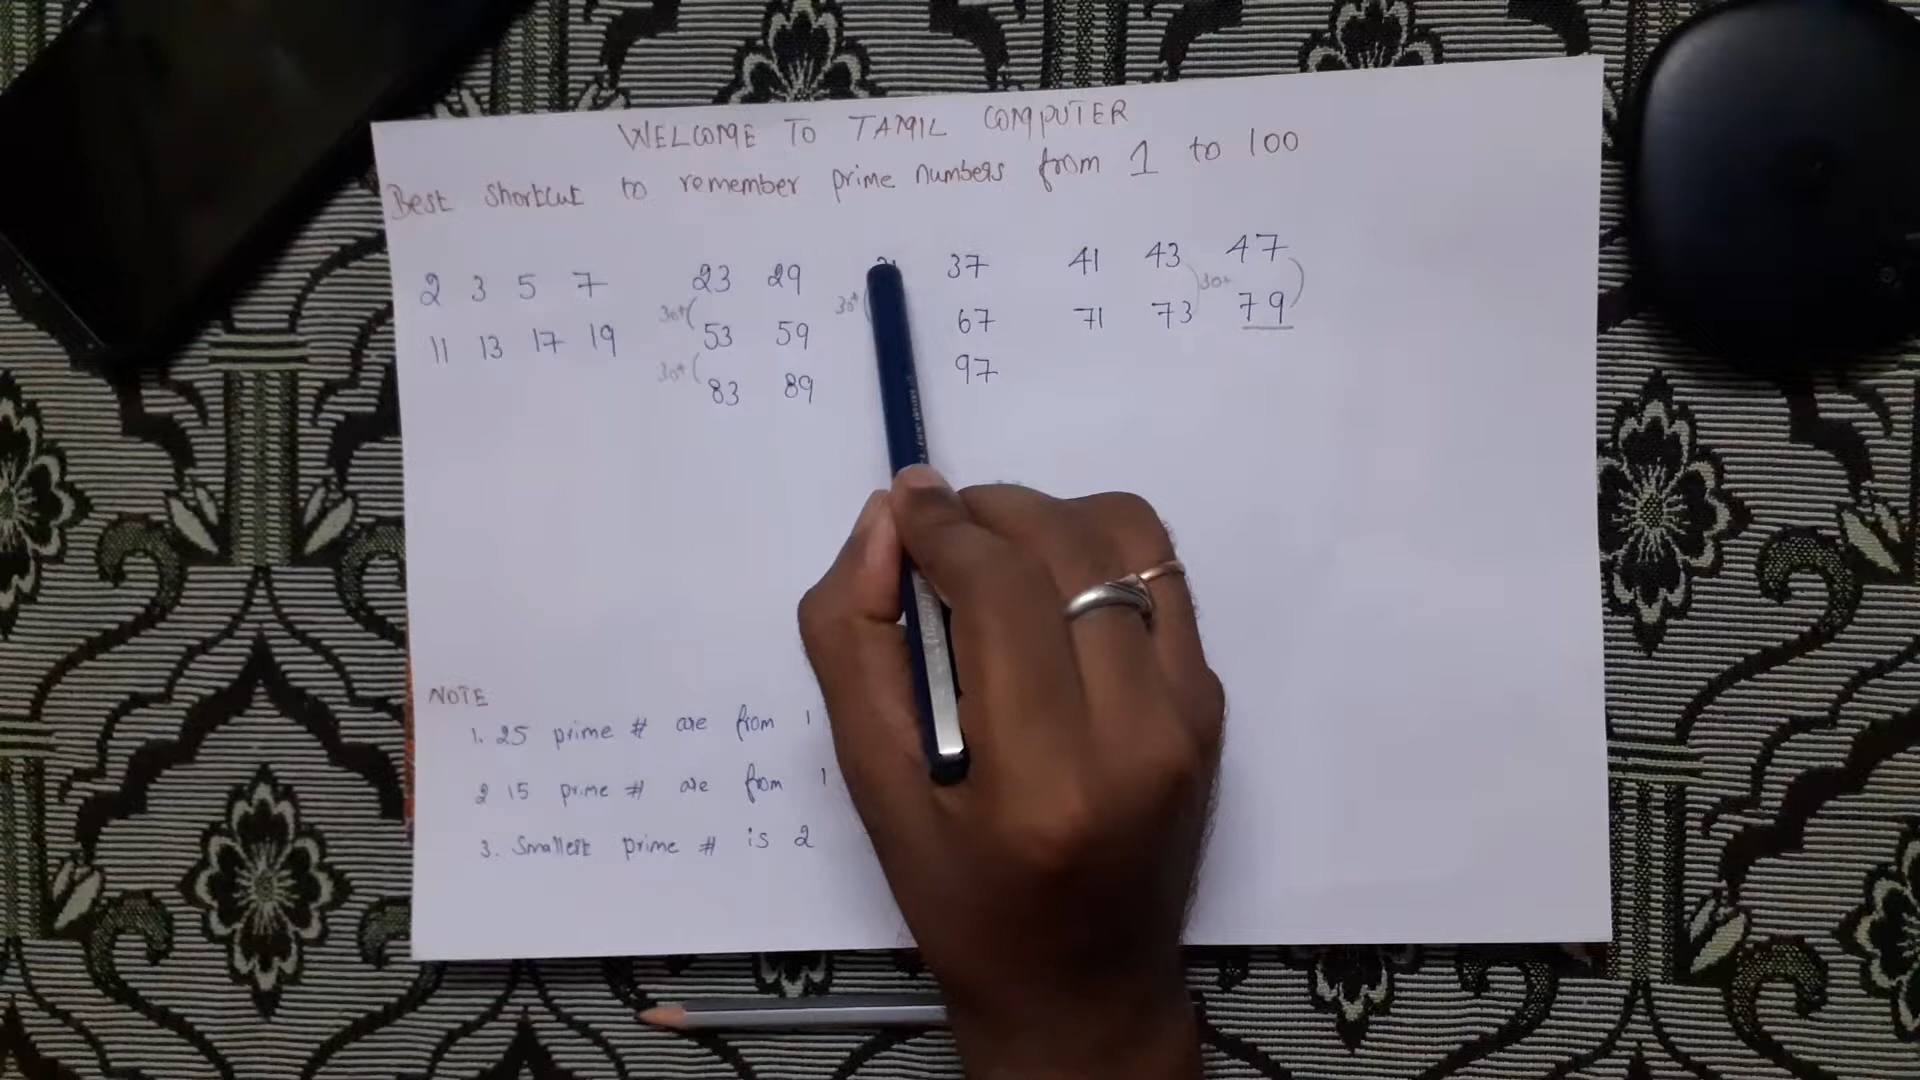 WELCOME TO TAMIL COMPUTER
Best shortcut to remember prime numbers from 1 to 100
2 3 5 7 23 29 37 41 43 47
30+ 30+ 30+
11 13 17 19 53 59 67 71 73 79
30+
83 89 97
NOTE
1. 25 prime # are from 1
2 15 prime # are from 1
3. Smallest prime # is 2